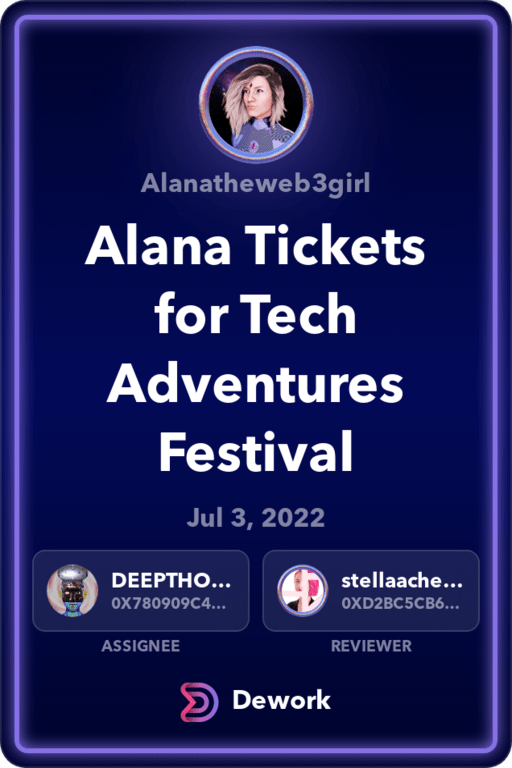 Alanatheweb3girl
Alana Tickets
for Tech
Adventures
Festival
Jul 3, 2022
DEEPTHO...
0X780909C4...
ASSIGNEE
stellaache...
0XD2BC5CB6...
REVIEWER
Dework